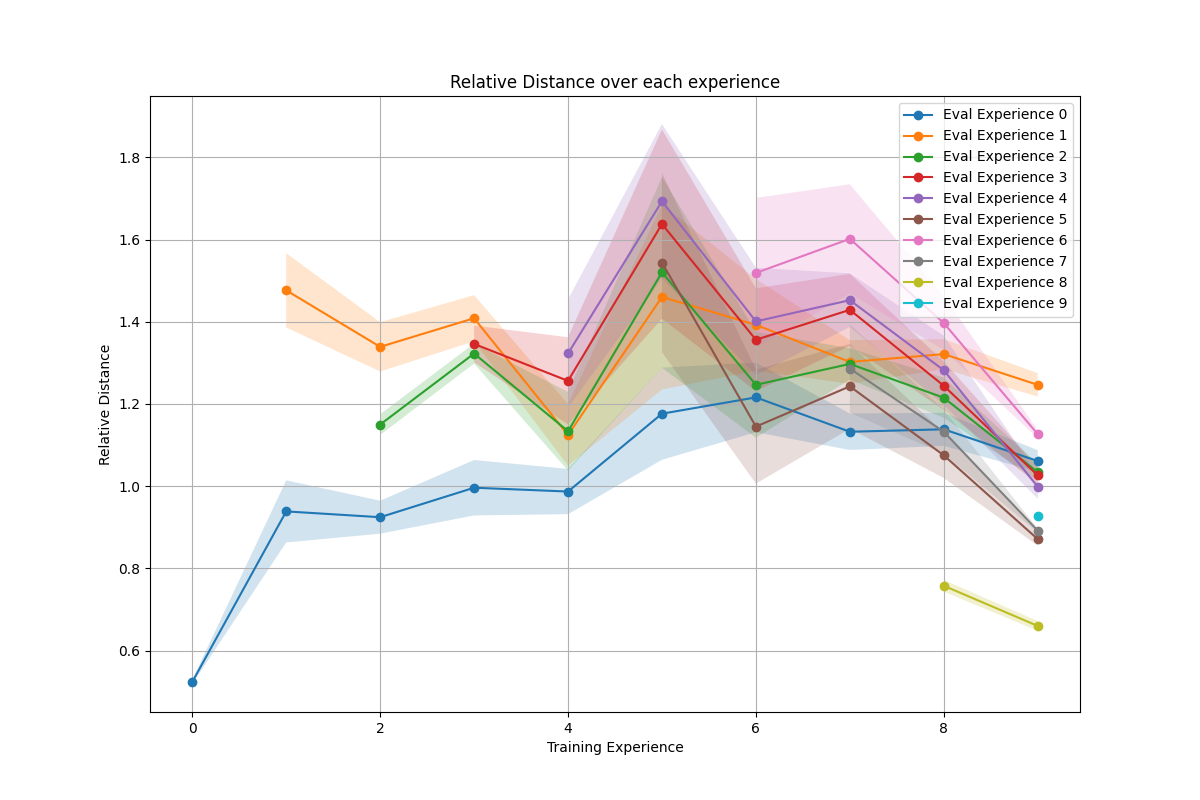 Relative Distance over each experience
Eval Experience 0
Eval Experience 1
Eval Experience 2
Eval Experience 3
Eval Experience 4
Eval Experience 5
Eval Experience 6
Eval Experience 7
Eval Experience 8
Eval Experience 9
Relative Distance
1.8
1.6
1.4
1.2
1.0
0.8
0.6
0 2 4 6 8
Training Experience